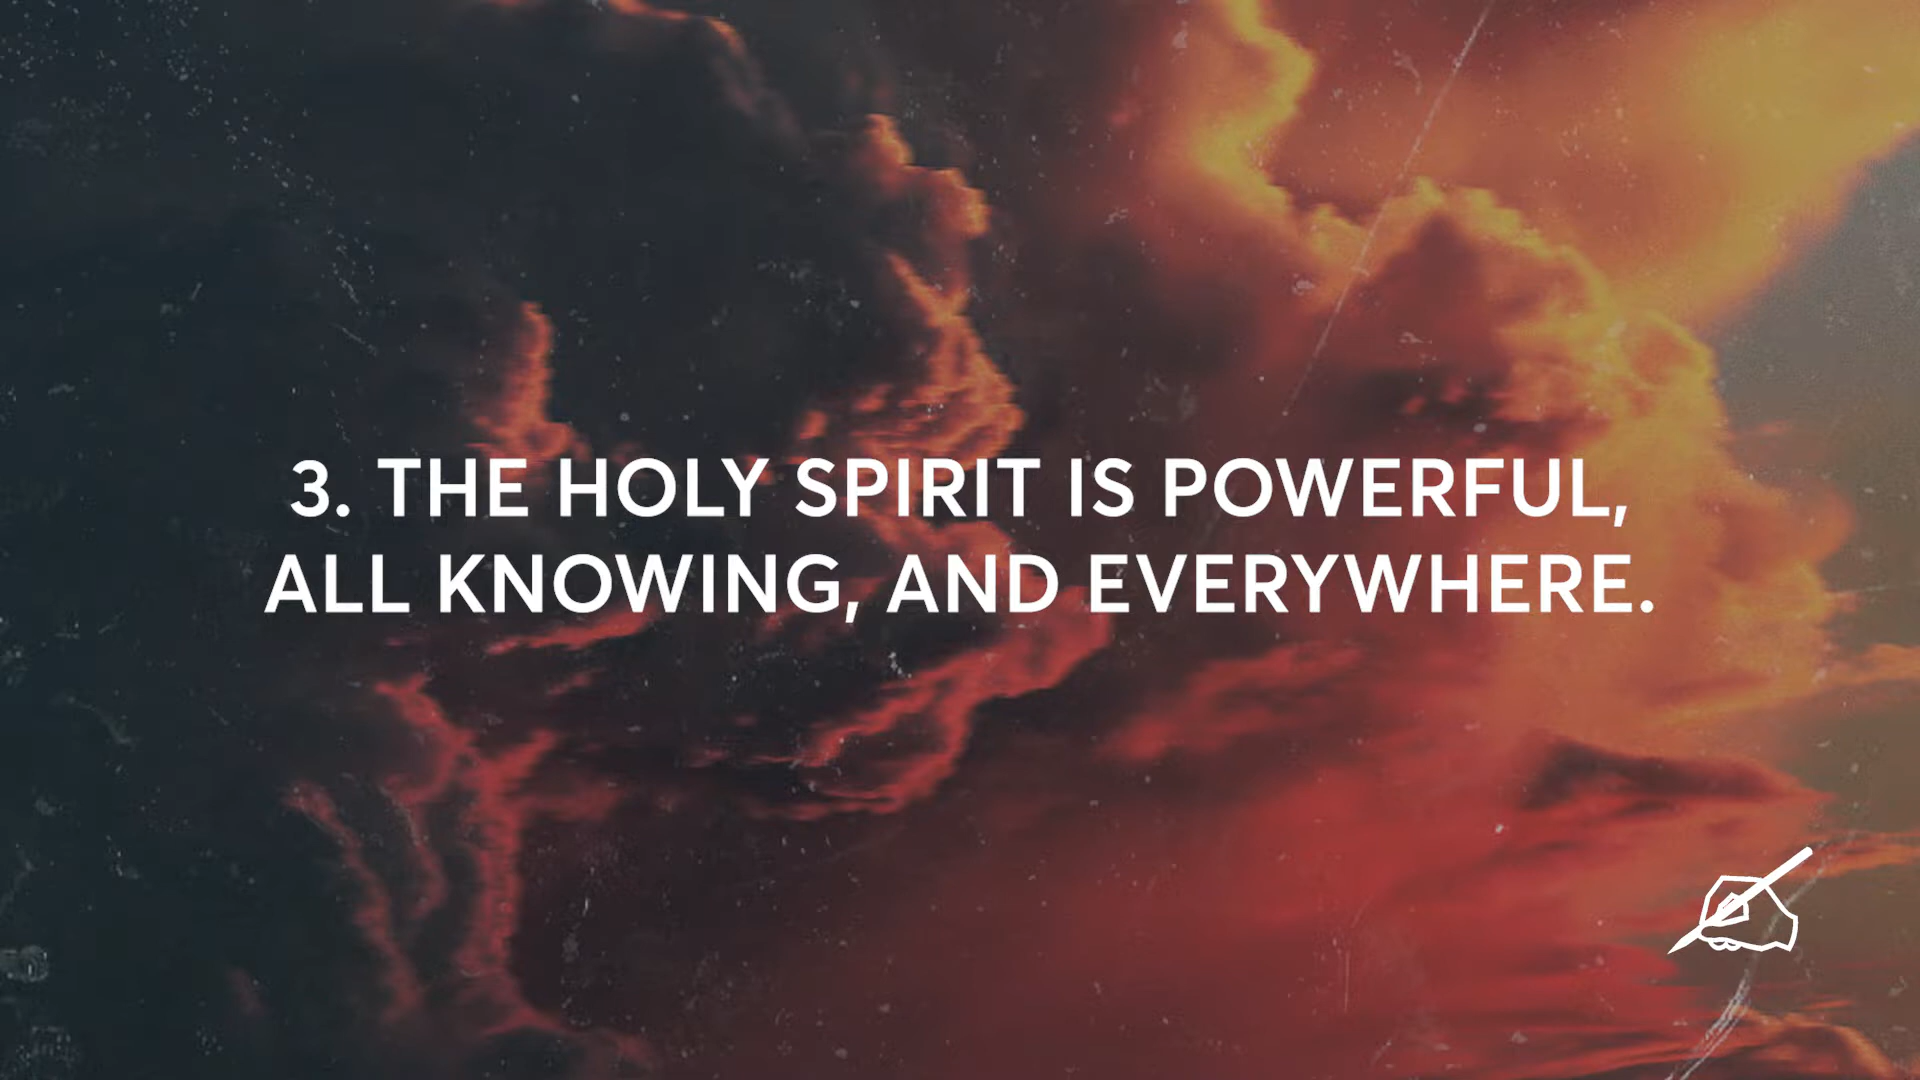 3. THE HOLY SPIRIT IS POWERFUL,
ALL KNOWING, AND EVERYWHERE.